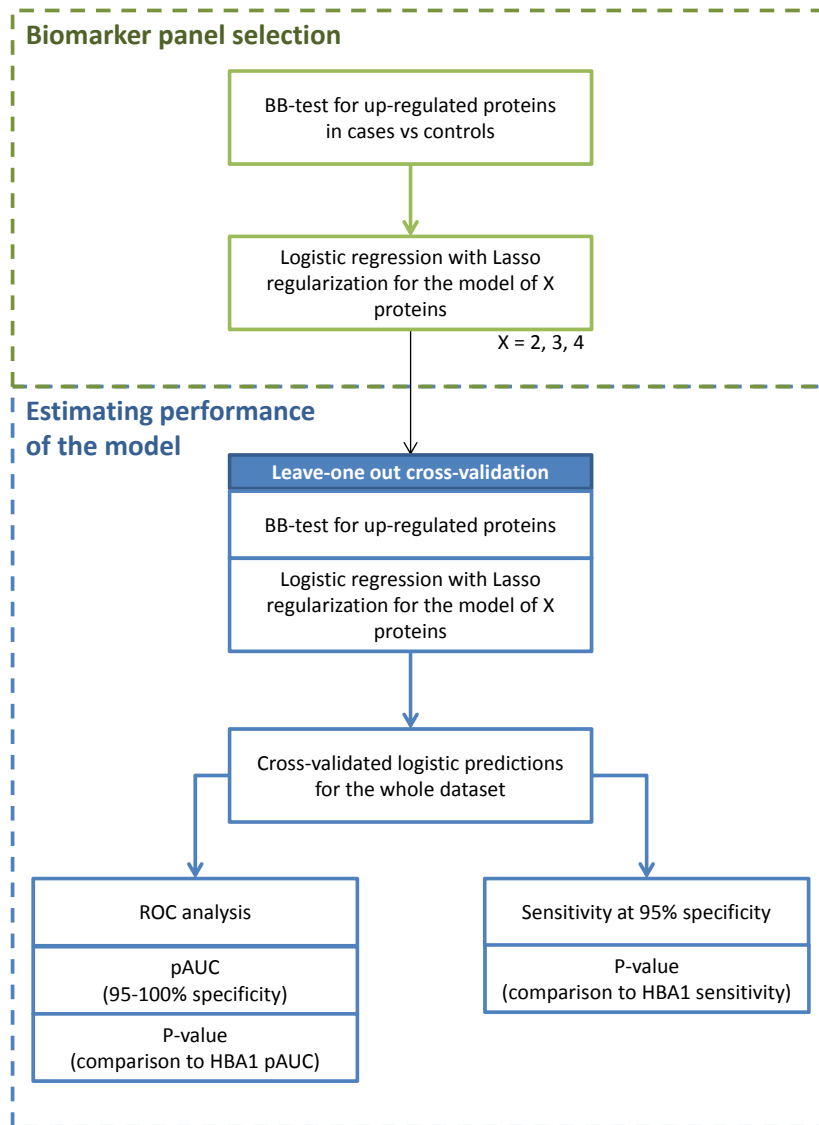 Biomarker panel selection
BB-test for up-regulated proteins
in cases vs controls
Logistic regression with Lasso
regularization for the model of X
proteins
X = 2, 3, 4
Estimating performance
of the model
Leave-one out cross-validation
BB-test for up-regulated proteins
Logistic regression with Lasso
regularization for the model of X
proteins
Cross-validated logistic predictions
for the whole dataset
ROC analysis
pAUC
(95-100% specificity)
P-value
(comparison to HBA1 pAUC)
Sensitivity at 95% specificity
P-value
(comparison to HBA1 sensitivity)